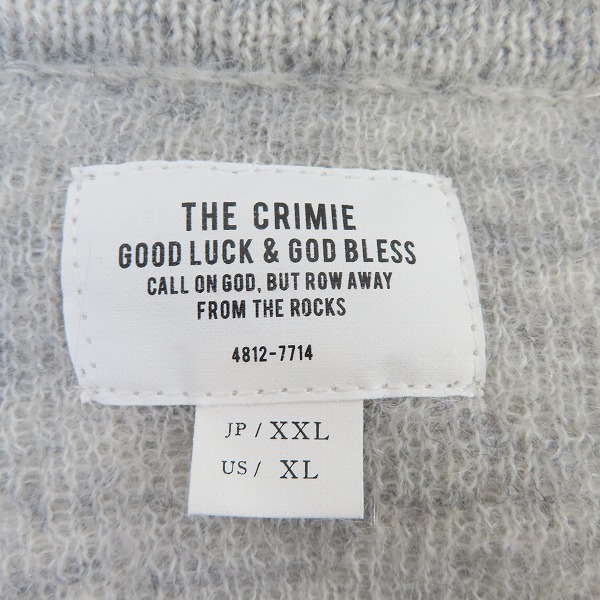 THE CRIMIE
GOOD LUCK & GOD BLESS
CALL ON GOD, BUT ROW AWAY
FROM THE ROCKS
4812-7714
JP / XXL
US / XL